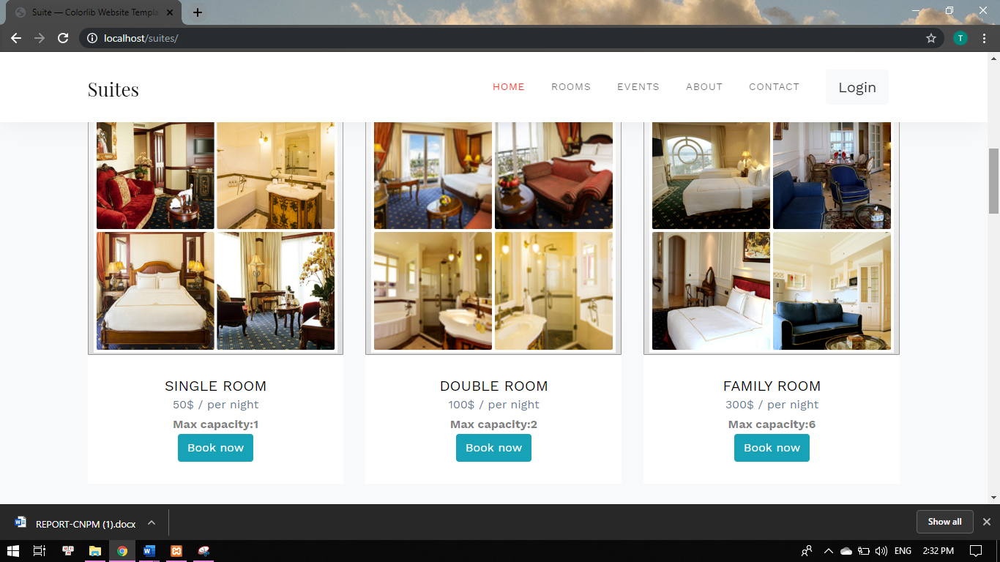 Suite — Colorlib Website Templa
localhost/suites/
T
Suites
HOME
ROOMS
EVENTS
ABOUT
CONTACT
Login
SINGLE ROOM
50$ / per night
Max capacity:1
Book now
DOUBLE ROOM
100$ / per night
Max capacity:2
Book now
FAMILY ROOM
300$ / per night
Max capacity:6
Book now
REPORT-CNPM (1).docx
Show all
ENG
2:32 PM